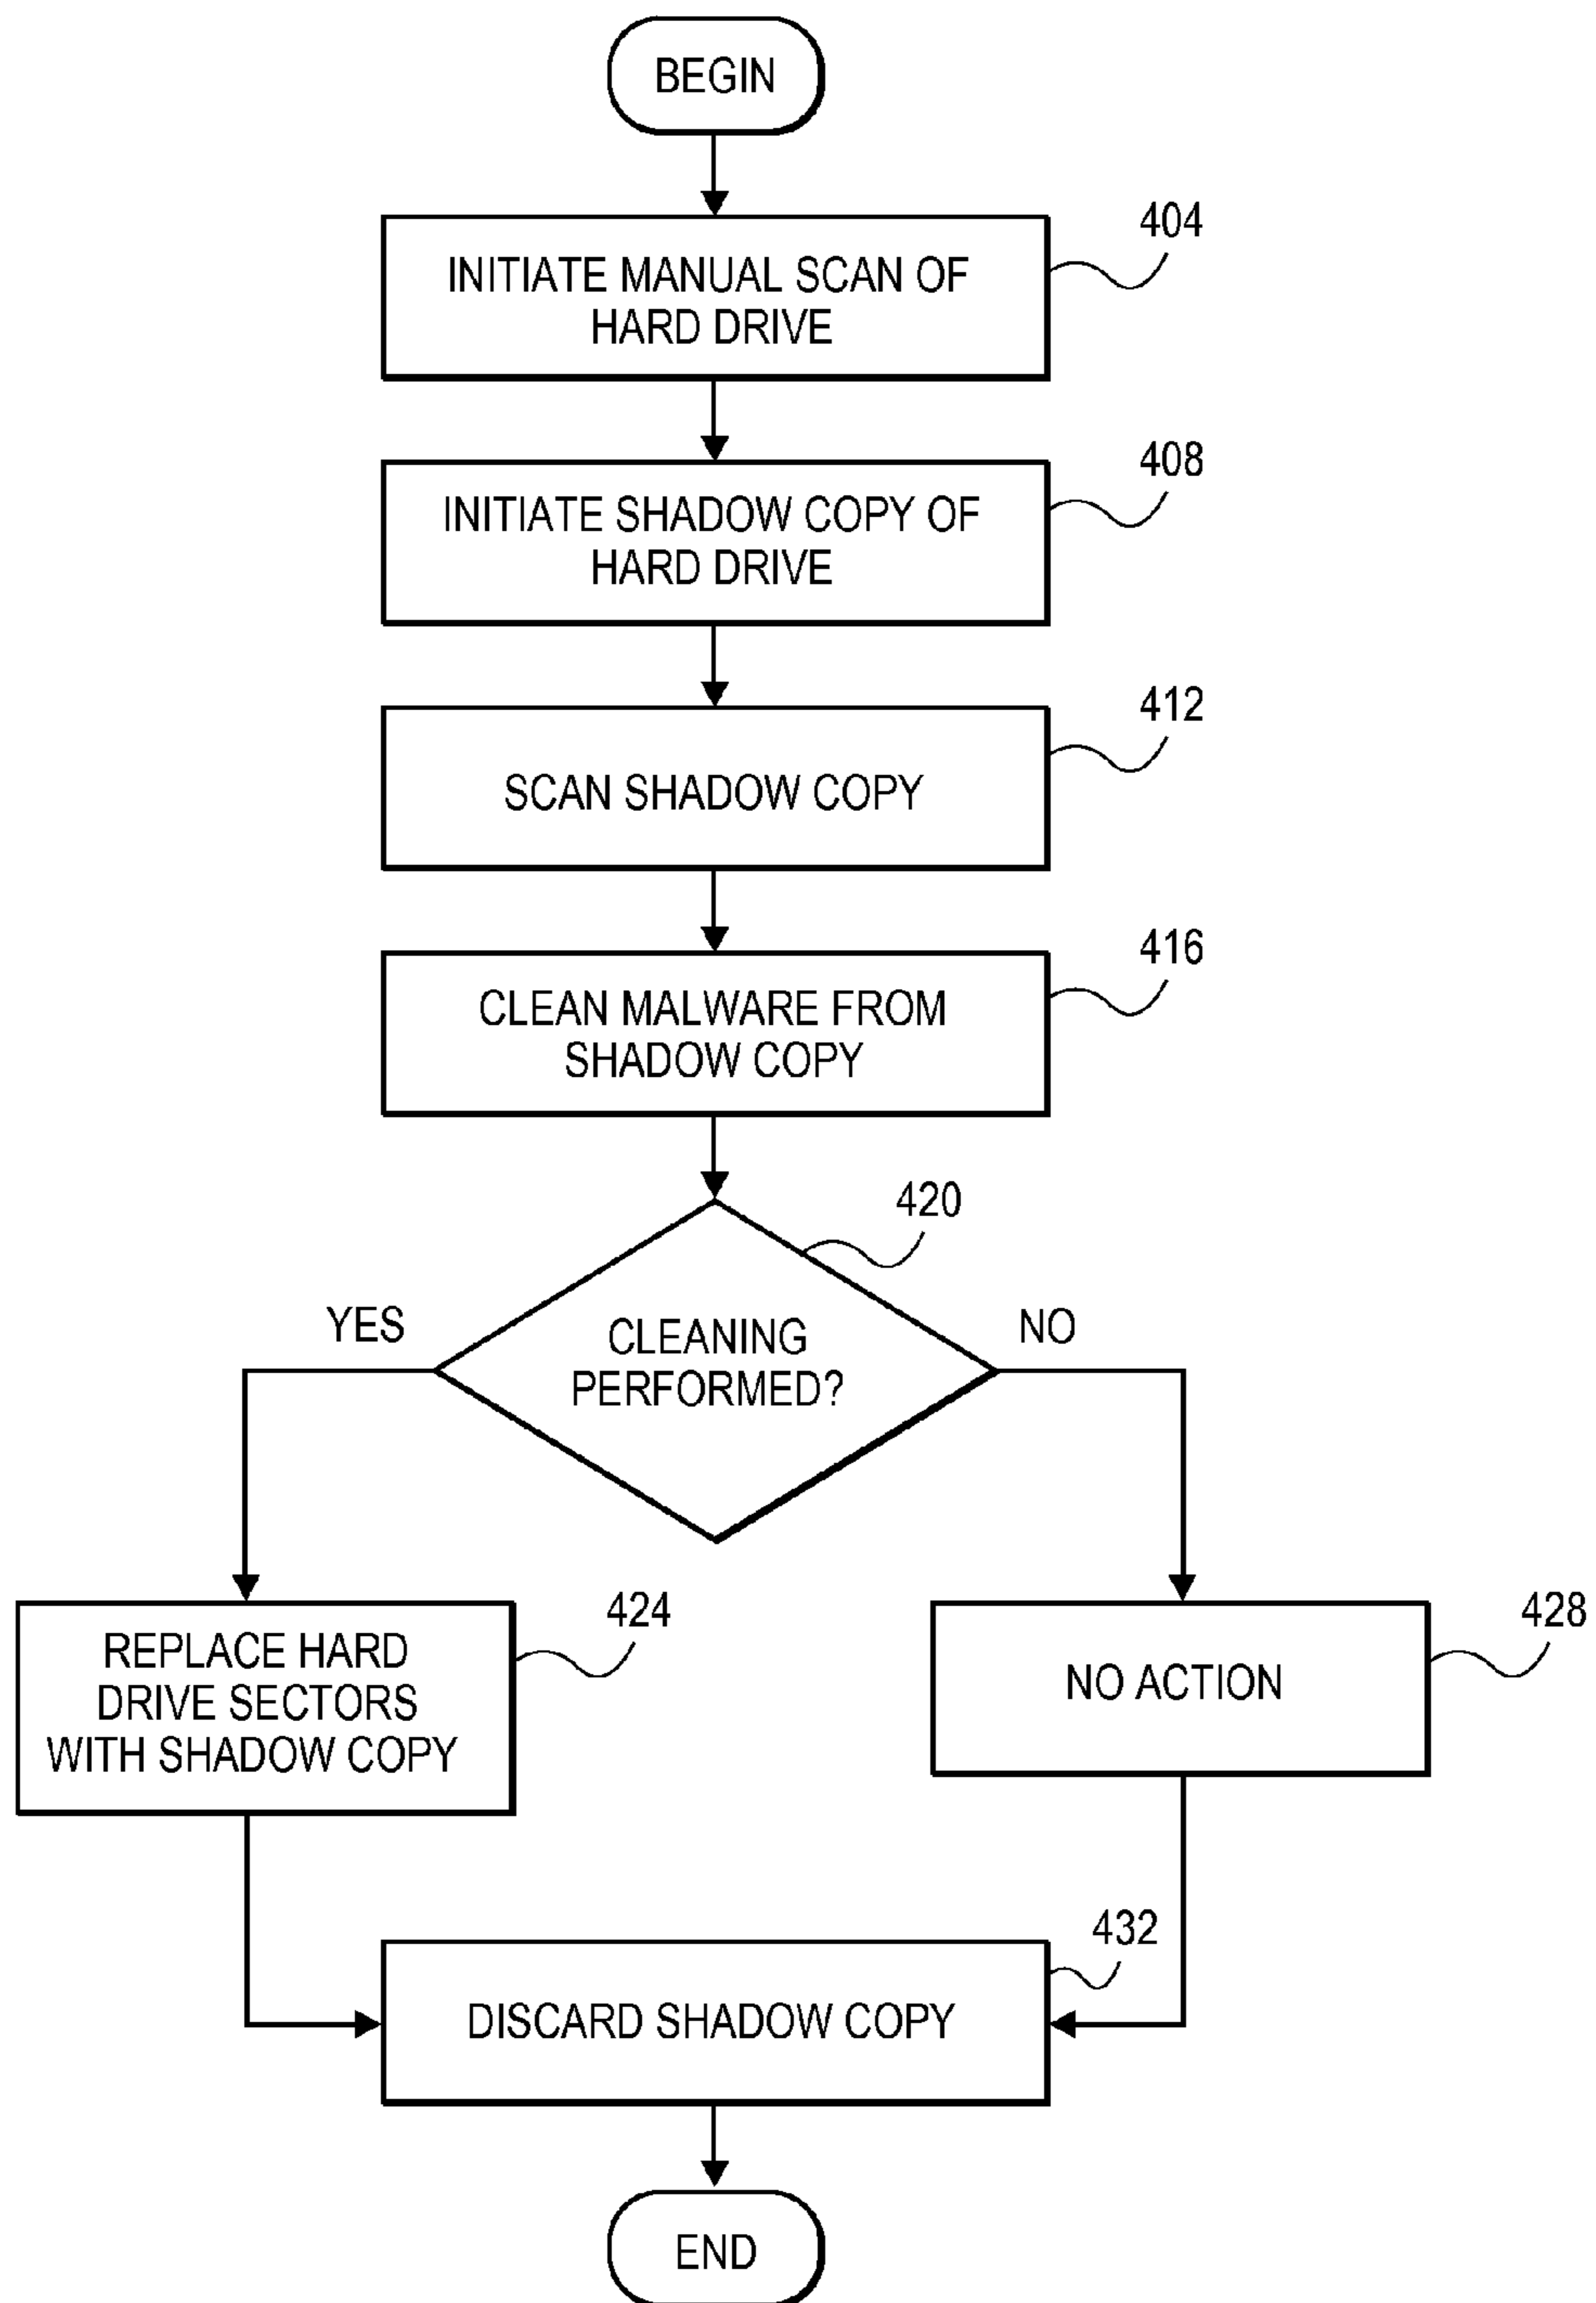 BEGIN
404
INITIATE MANUAL SCAN OF
HARD DRIVE
408
INITIATE SHADOW COPY OF
HARD DRIVE
412
SCAN SHADOW COPY
416
CLEAN MALWARE FROM
SHADOW COPY
420
YES
CLEANING
PERFORMED?
NO
424
REPLACE HARD
DRIVE SECTORS
WITH SHADOW COPY
428
NO ACTION
432
DISCARD SHADOW COPY
END